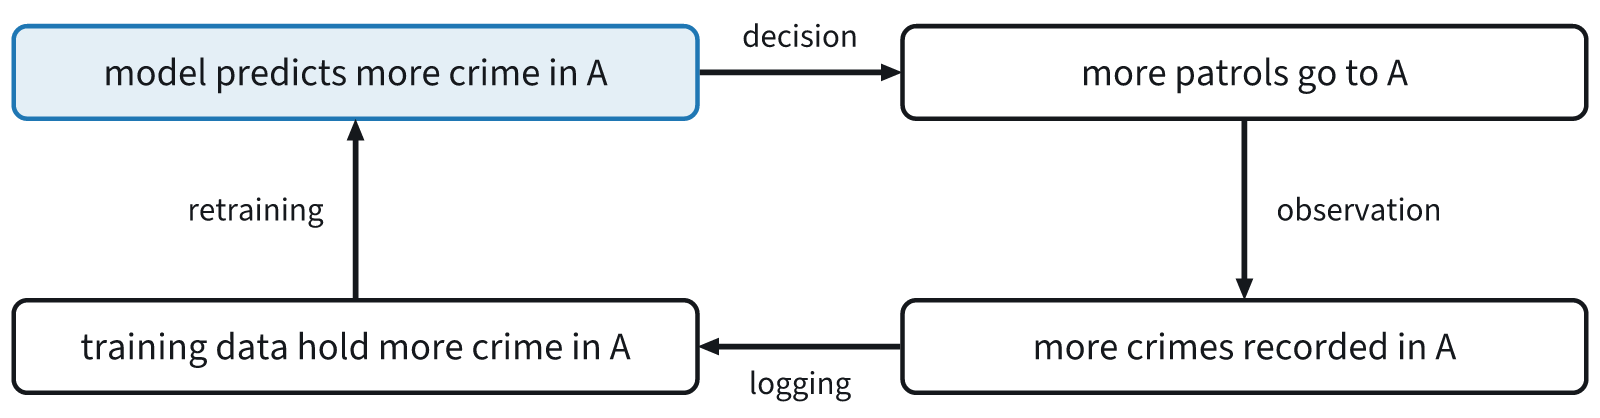 model predicts more crime in A
decision
more patrols go to A
retraining
observation
training data hold more crime in A
logging
more crimes recorded in A